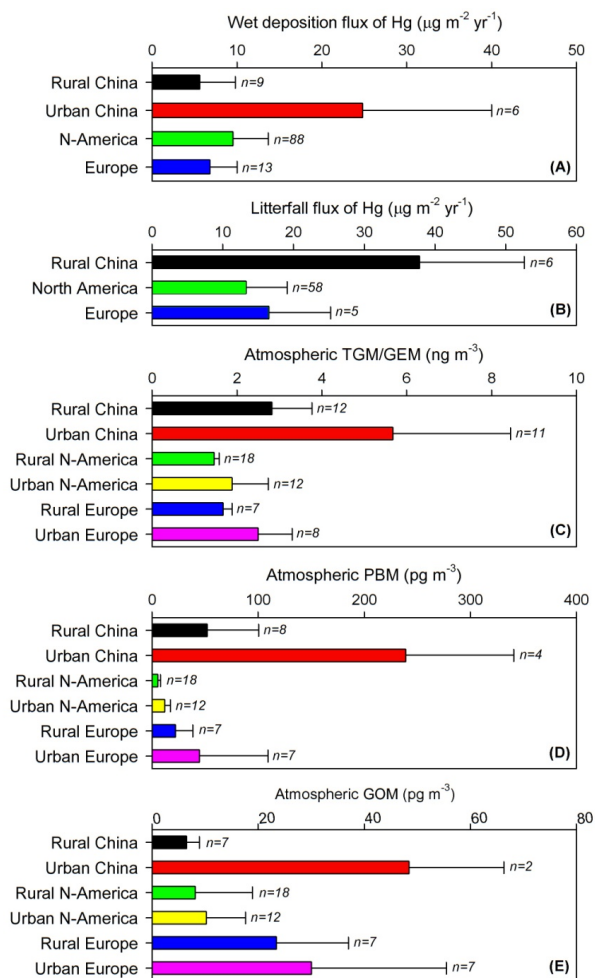 Wet deposition flux of Hg (μg m⁻² yr⁻¹)
0 10 20 30 40 50
Rural China n=9
Urban China n=6
N-America n=88
Europe n=13 (A)
Litterfall flux of Hg (μg m⁻² yr⁻¹)
0 10 20 30 40 50 60
Rural China n=6
North America n=58
Europe n=5 (B)
Atmospheric TGM/GEM (ng m⁻³)
0 2 4 6 8 10
Rural China n=12
Urban China n=11
Rural N-America n=18
Urban N-America n=12
Rural Europe n=7
Urban Europe n=8 (C)
Atmospheric PBM (pg m⁻³)
0 100 200 300 400
Rural China n=8
Urban China n=4
Rural N-America n=18
Urban N-America n=12
Rural Europe n=7
Urban Europe n=7 (D)
Atmospheric GOM (pg m⁻³)
0 20 40 60 80
Rural China n=7
Urban China n=2
Rural N-America n=18
Urban N-America n=12
Rural Europe n=7
Urban Europe n=7 (E)